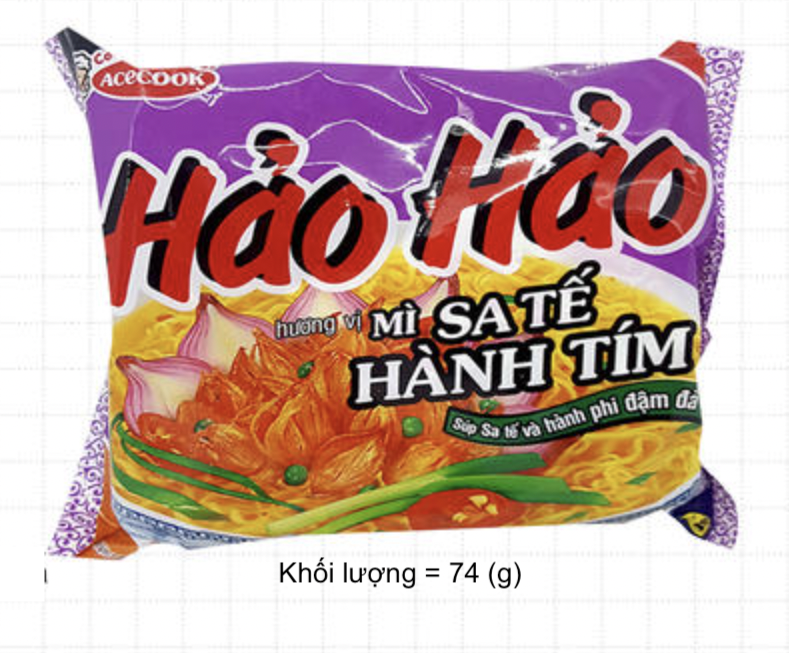 AceCOOK
Hảo Hảo
hương vị MÌ SA TẾ
HÀNH TÍM
Súp Sa tế và hành phi đậm đà
Khối lượng = 74 (g)